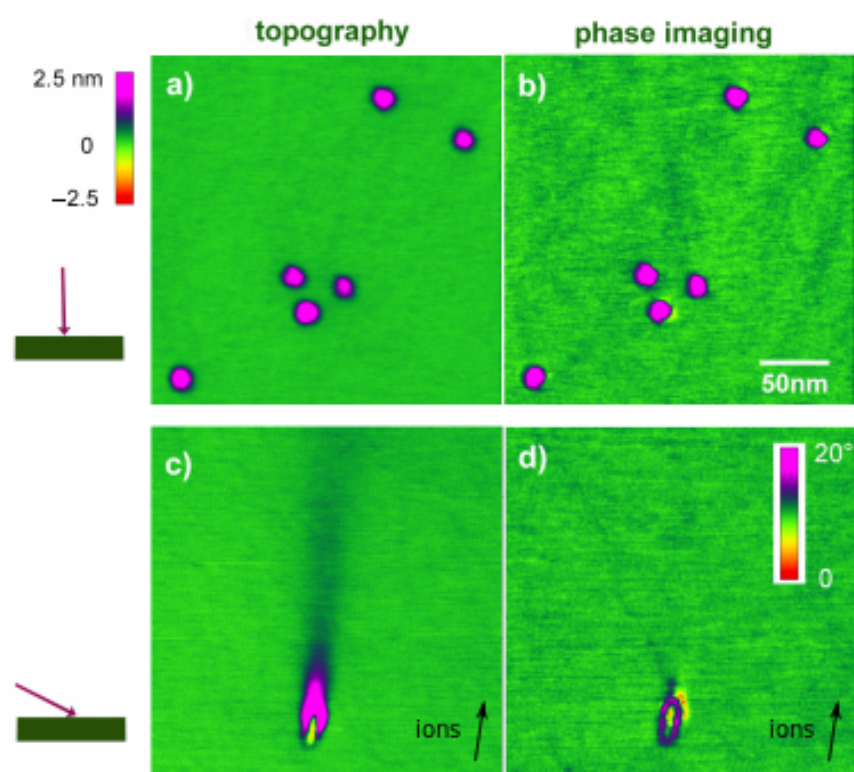 topography
phase imaging
2.5 nm
0
−2.5
a)
b)
50nm
c)
d)
20°
0
ions
ions